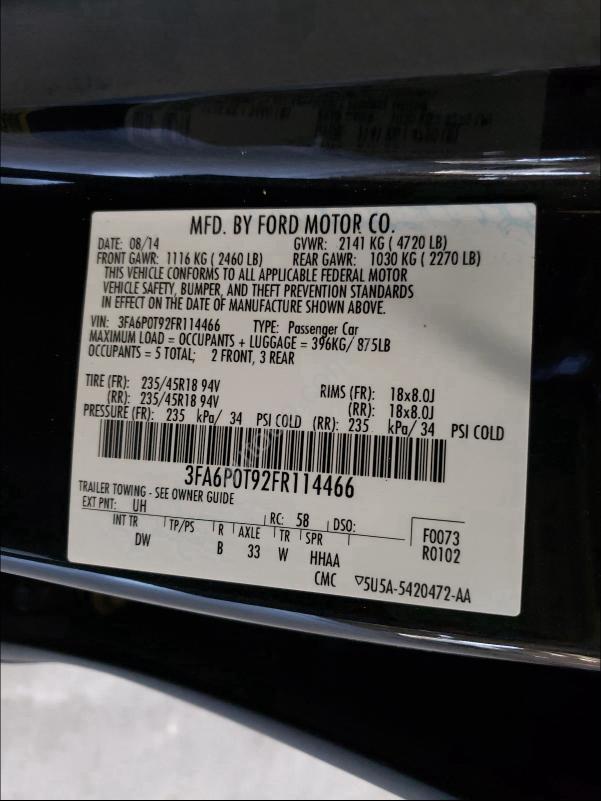 MFD. BY FORD MOTOR CO.
DATE: 08/14 GVWR: 2141 KG ( 4720 LB)
FRONT GAWR: 1116 KG ( 2460 LB) REAR GAWR: 1030 KG ( 2270 LB)
THIS VEHICLE CONFORMS TO ALL APPLICABLE FEDERAL MOTOR
VEHICLE SAFETY, BUMPER, AND THEFT PREVENTION STANDARDS
IN EFFECT ON THE DATE OF MANUFACTURE SHOWN ABOVE.
VIN: 3FA6P0T92FR114466 TYPE: Passenger Car
MAXIMUM LOAD = OCCUPANTS + LUGGAGE = 396KG/ 875LB
OCCUPANTS = 5 TOTAL; 2 FRONT, 3 REAR
TIRE (FR): 235/45R18 94V RIMS (FR): 18x8.0J
(RR): 235/45R18 94V (RR): 18x8.0J
PRESSURE (FR): 235 kPa/ 34 PSI COLD (RR): 235 kPa/ 34 PSI COLD
3FA6P0T92FR114466
TRAILER TOWING - SEE OWNER GUIDE
EXT PNT: UH RC: 58 DSO: F0073
INT TR TP/PS R AXLE TR SPR R0102
DW B 33 W HHAA
CMC ▽5U5A-5420472-AA